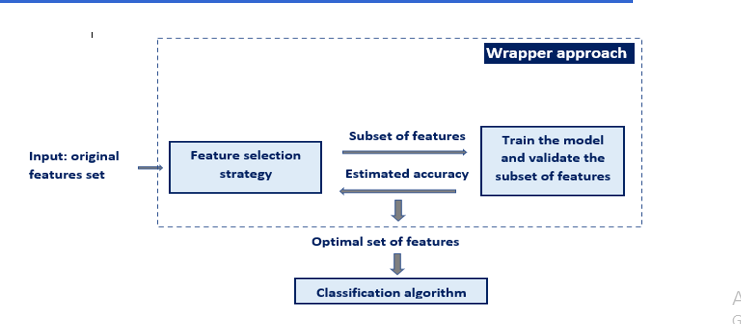 Wrapper approach
Input: original
features set
Feature selection
strategy
Subset of features
Estimated accuracy
Train the model
and validate the
subset of features
Optimal set of features
Classification algorithm